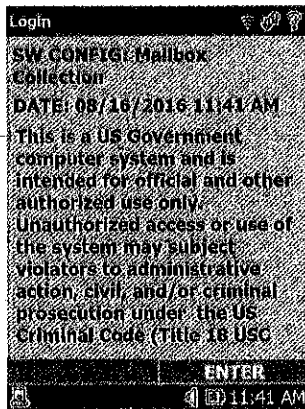 Login
SW CONFIG: Mailbox
Collection
DATE: 08/16/2016 11:41 AM
This is a US Government
computer system and is
intended for official and other
authorized use only.
Unauthorized access or use of
the system may subject
violators to administrative
action, civil, and/or criminal
prosecution under the US
Criminal Code (Title 18 USC
ENTER
11:41 AM